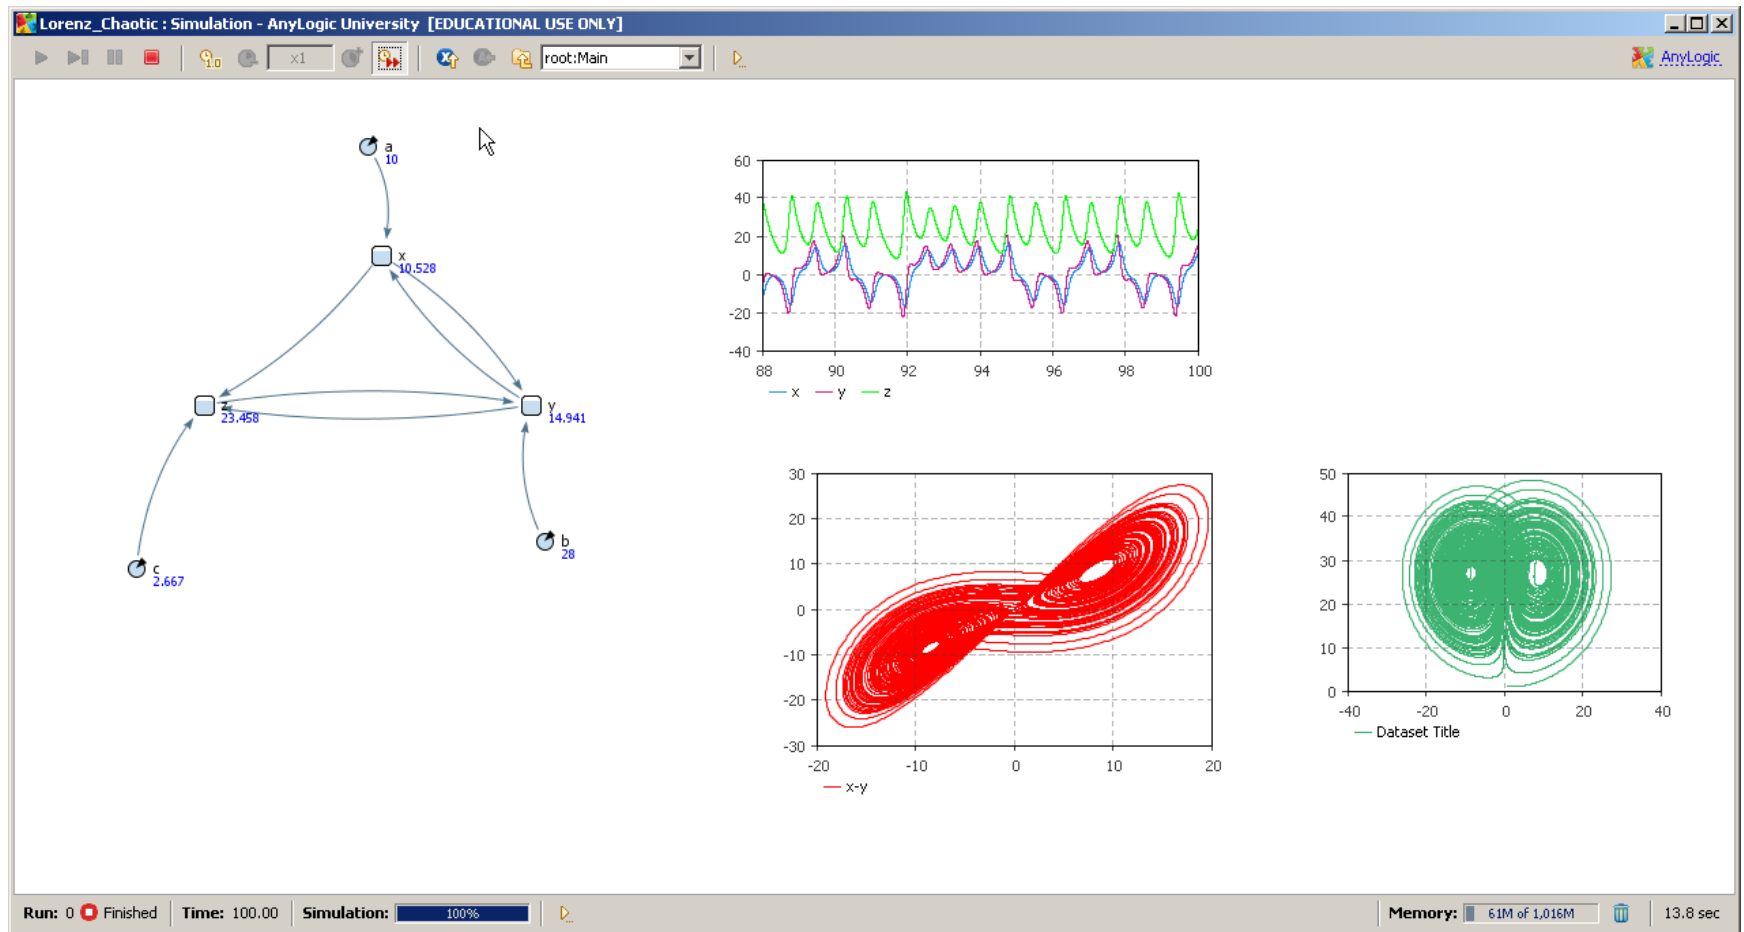 Lorenz_Chaotic : Simulation - AnyLogic University [EDUCATIONAL USE ONLY]
1.0
x1
root:Main
AnyLogic
a
10
x
10.528
z
23.458
y
14.941
b
28
c
2.667
60
40
20
0
-20
-40
88 90 92 94 96 98 100
x y z
30
20
10
0
-10
-20
-30
-20 -10 0 10 20
x-y
50
40
30
20
10
0
-40 -20 0 20 40
Dataset Title
Run: 0 Finished Time: 100.00 Simulation: 100% Memory: 61M of 1,016M 13.8 sec